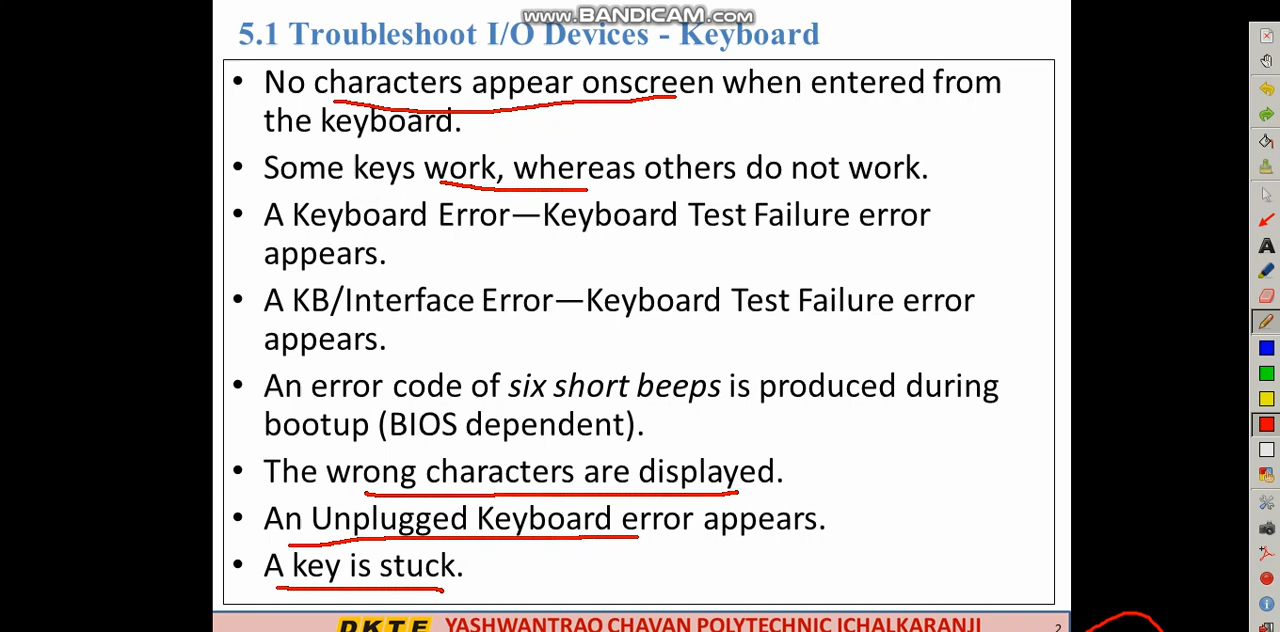 www.BANDICAM.com
5.1 Troubleshoot I/O Devices - Keyboard
• No characters appear onscreen when entered from
the keyboard.
• Some keys work, whereas others do not work.
• A Keyboard Error—Keyboard Test Failure error
appears.
• A KB/Interface Error—Keyboard Test Failure error
appears.
• An error code of six short beeps is produced during
bootup (BIOS dependent).
• The wrong characters are displayed.
• An Unplugged Keyboard error appears.
• A key is stuck.
DKTE YASHWANTRAO CHAVAN POLYTECHNIC ICHALKARANJI 2